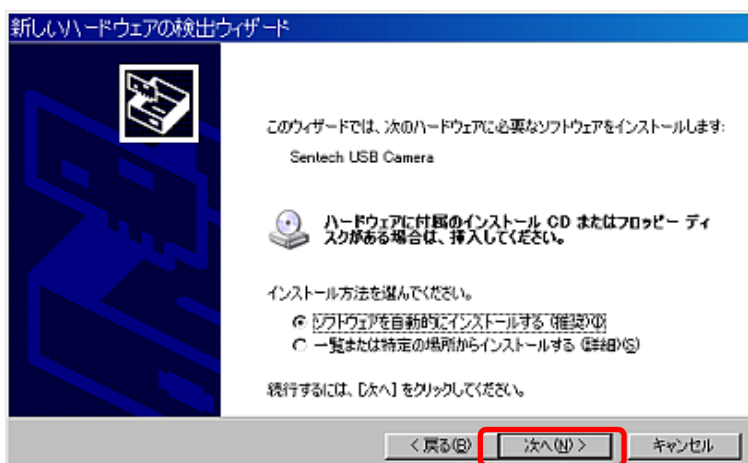 新しいハードウェアの検出ウィザード
このウィザードでは、次のハードウェアに必要なソフトウェアをインストールします:
Sentech USB Camera
ハードウェアに付属のインストール CD またはフロッピー ディ
スクがある場合は、挿入してください。
インストール方法を選んでください。
ソフトウェアを自動的にインストールする (推奨)(I)
一覧または特定の場所からインストールする (詳細)(S)
続行するには、[次へ] をクリックしてください。
< 戻る(B) 次へ(N) > キャンセル